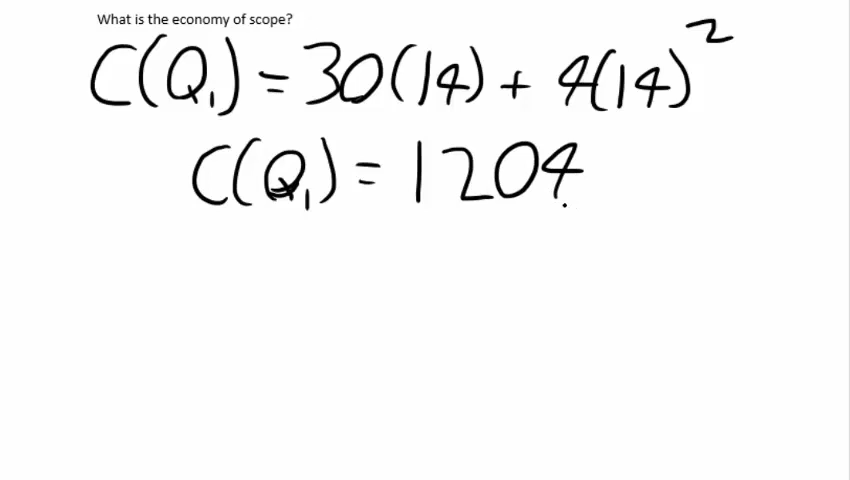 What is the economy of scope?
C(Q₁) = 30(14) + 4(14)²
C(Q₁) = 1204